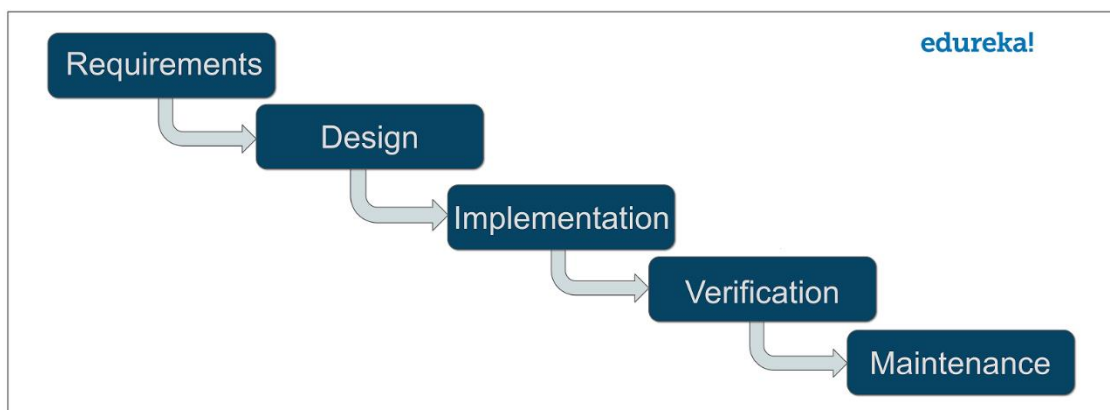 edureka!
Requirements
Design
Implementation
Verification
Maintenance